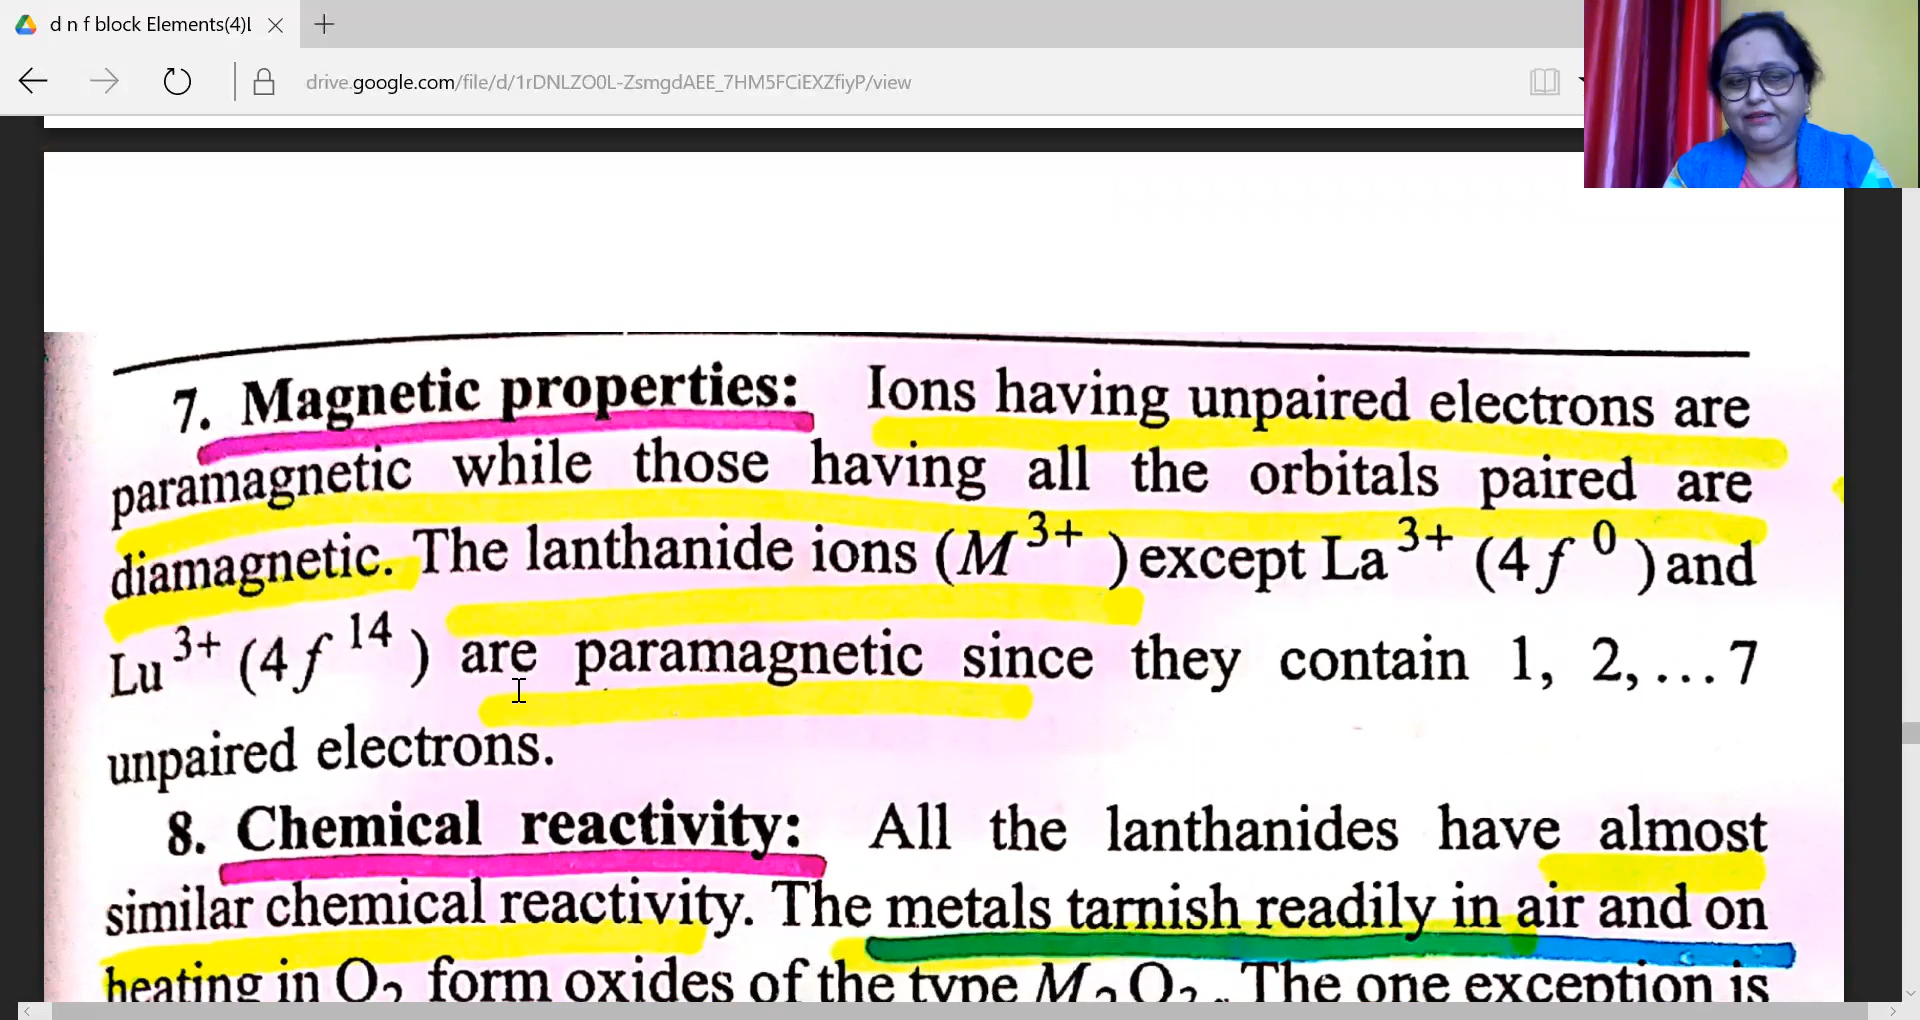 d n f block Elements(4)L
drive.google.com/file/d/1rDNLZO0L-ZsmgdAEE_7HM5FCiEXZfiyP/view
7. Magnetic properties: Ions having unpaired electrons are
paramagnetic while those having all the orbitals paired are
diamagnetic. The lanthanide ions (M³⁺ ) except La³⁺ (4f⁰ ) and
Lu³⁺ (4f¹⁴ ) are paramagnetic since they contain 1, 2,...7
unpaired electrons.
8. Chemical reactivity: All the lanthanides have almost
similar chemical reactivity. The metals tarnish readily in air and on
heating in O₂ form oxides of the type M₂O₃. The one exception is